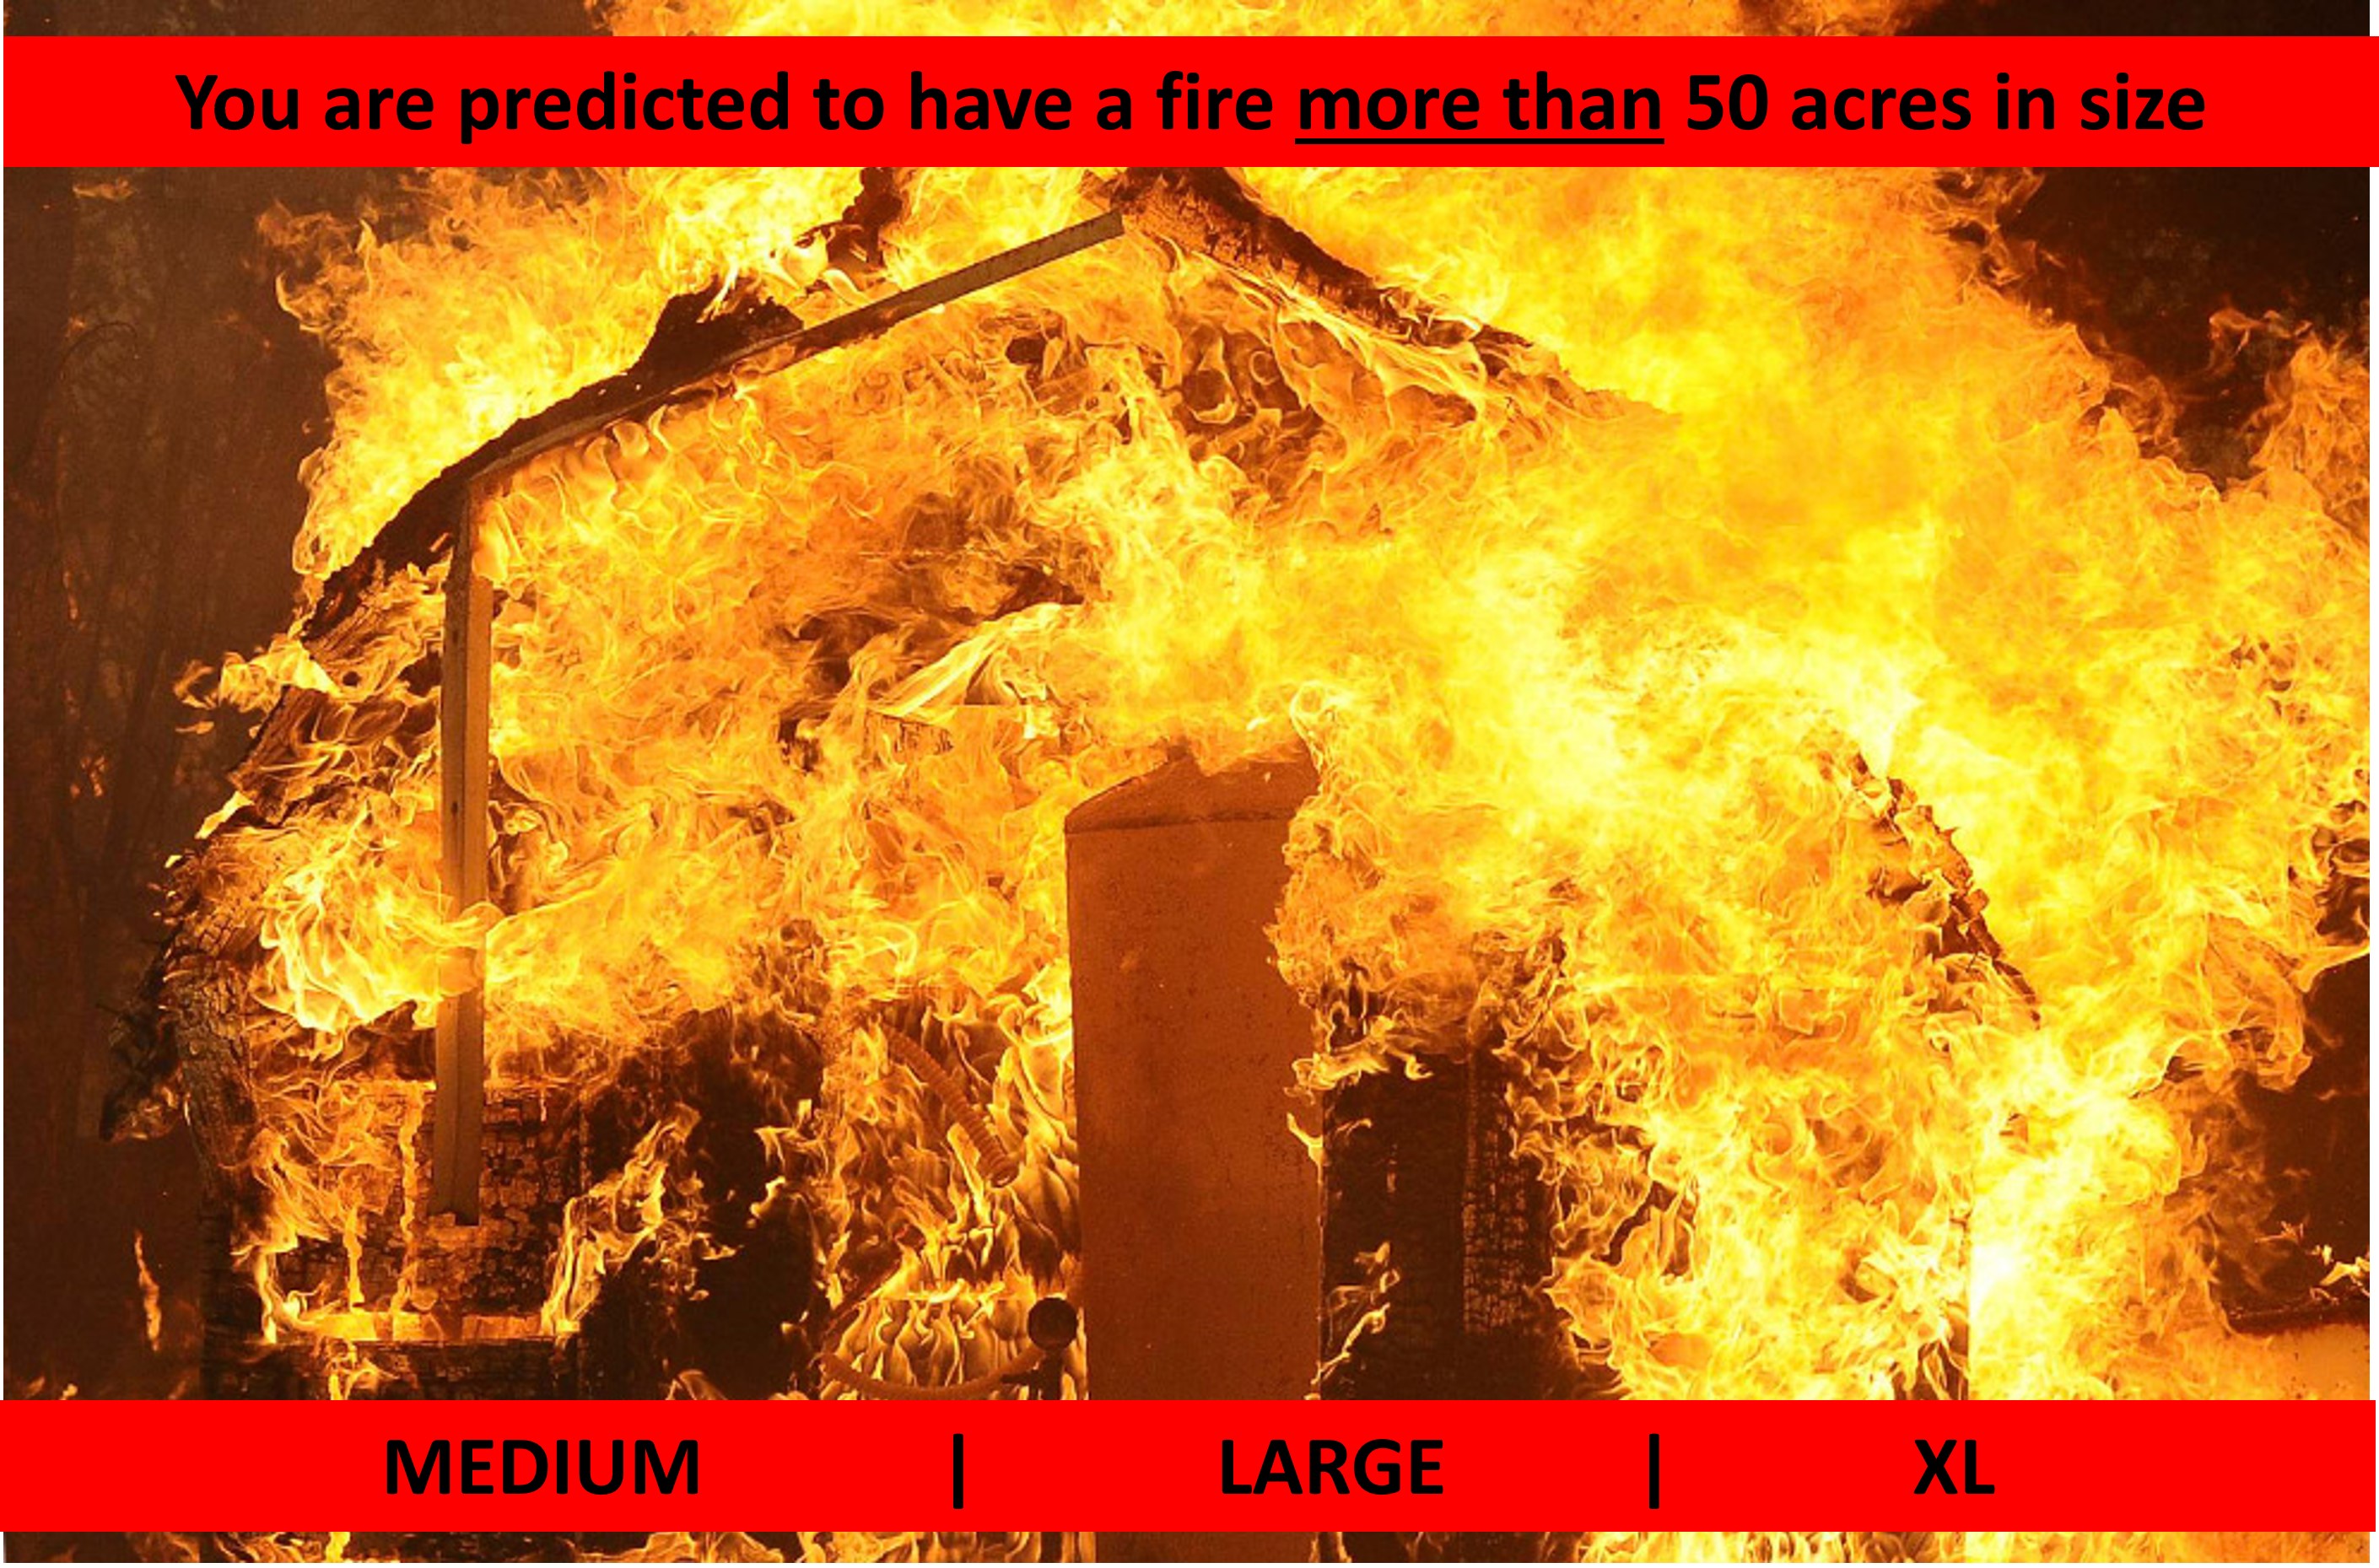 You are predicted to have a fire more than 50 acres in size
MEDIUM | LARGE | XL